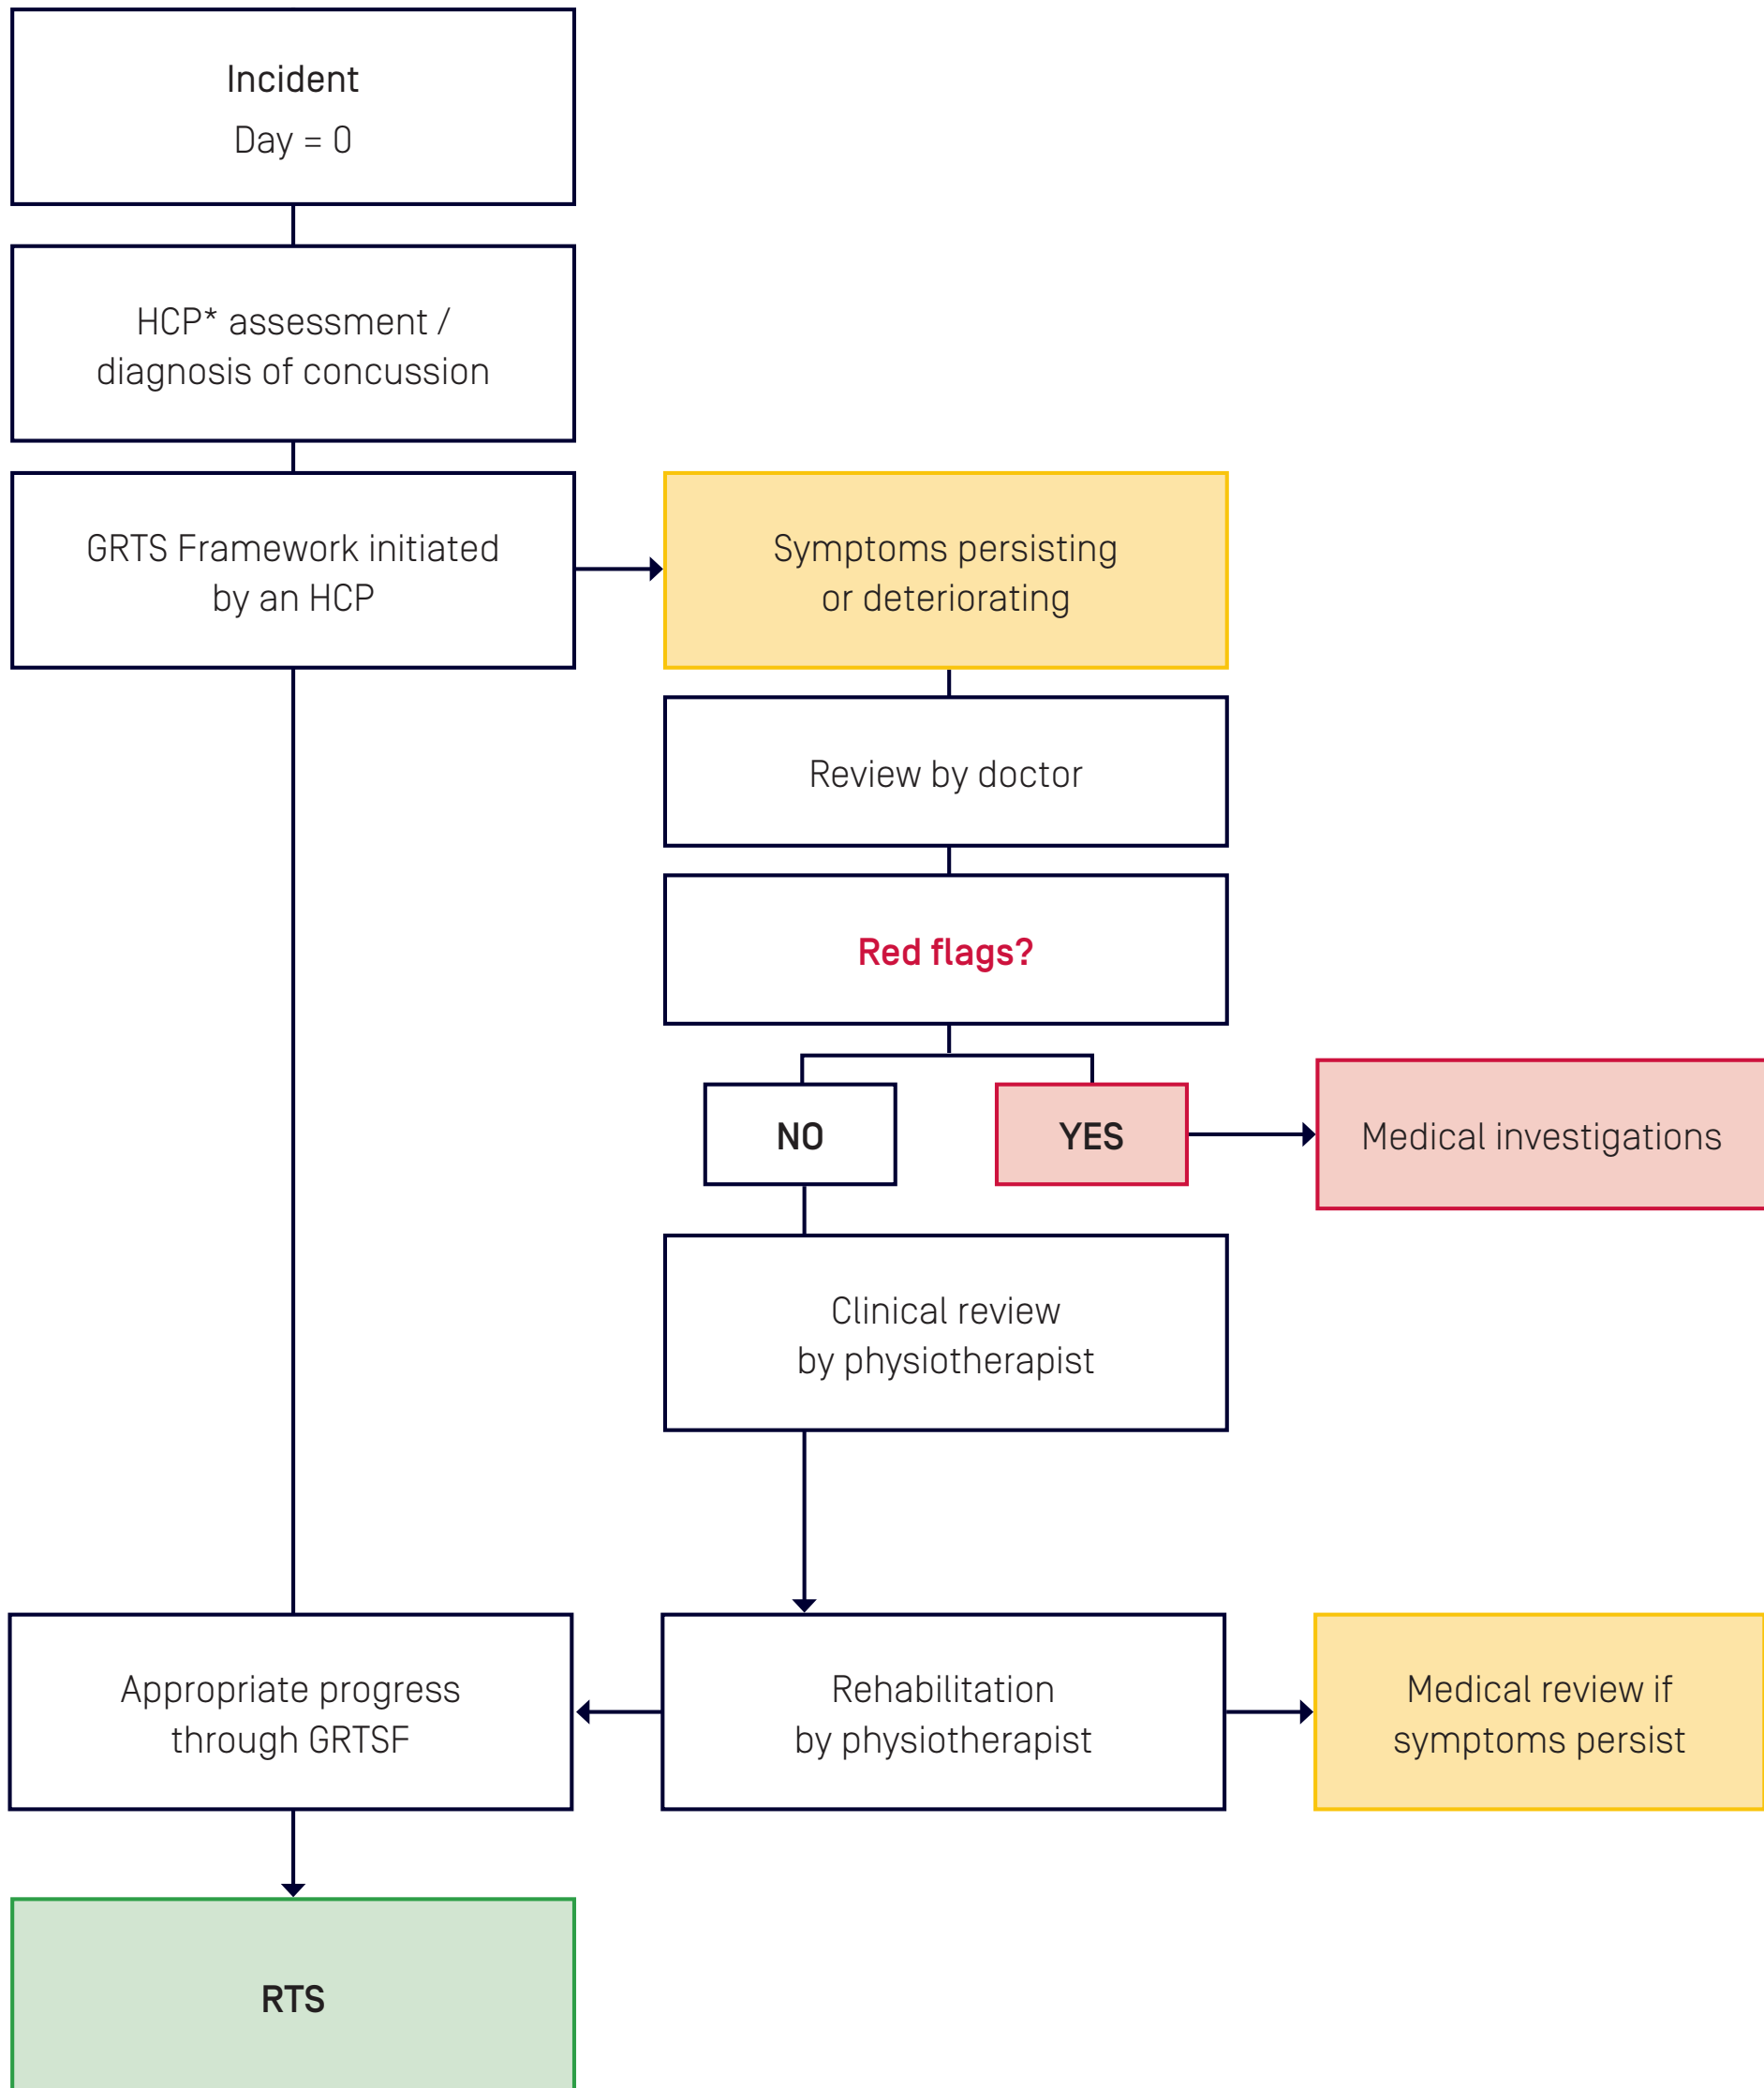 Incident
Day = 0
HCP* assessment /
diagnosis of concussion
GRTS Framework initiated
by an HCP
Symptoms persisting
or deteriorating
Review by doctor
Red flags?
NO
YES
Medical investigations
Clinical review
by physiotherapist
Appropriate progress
through GRTSF
Rehabilitation
by physiotherapist
Medical review if
symptoms persist
RTS